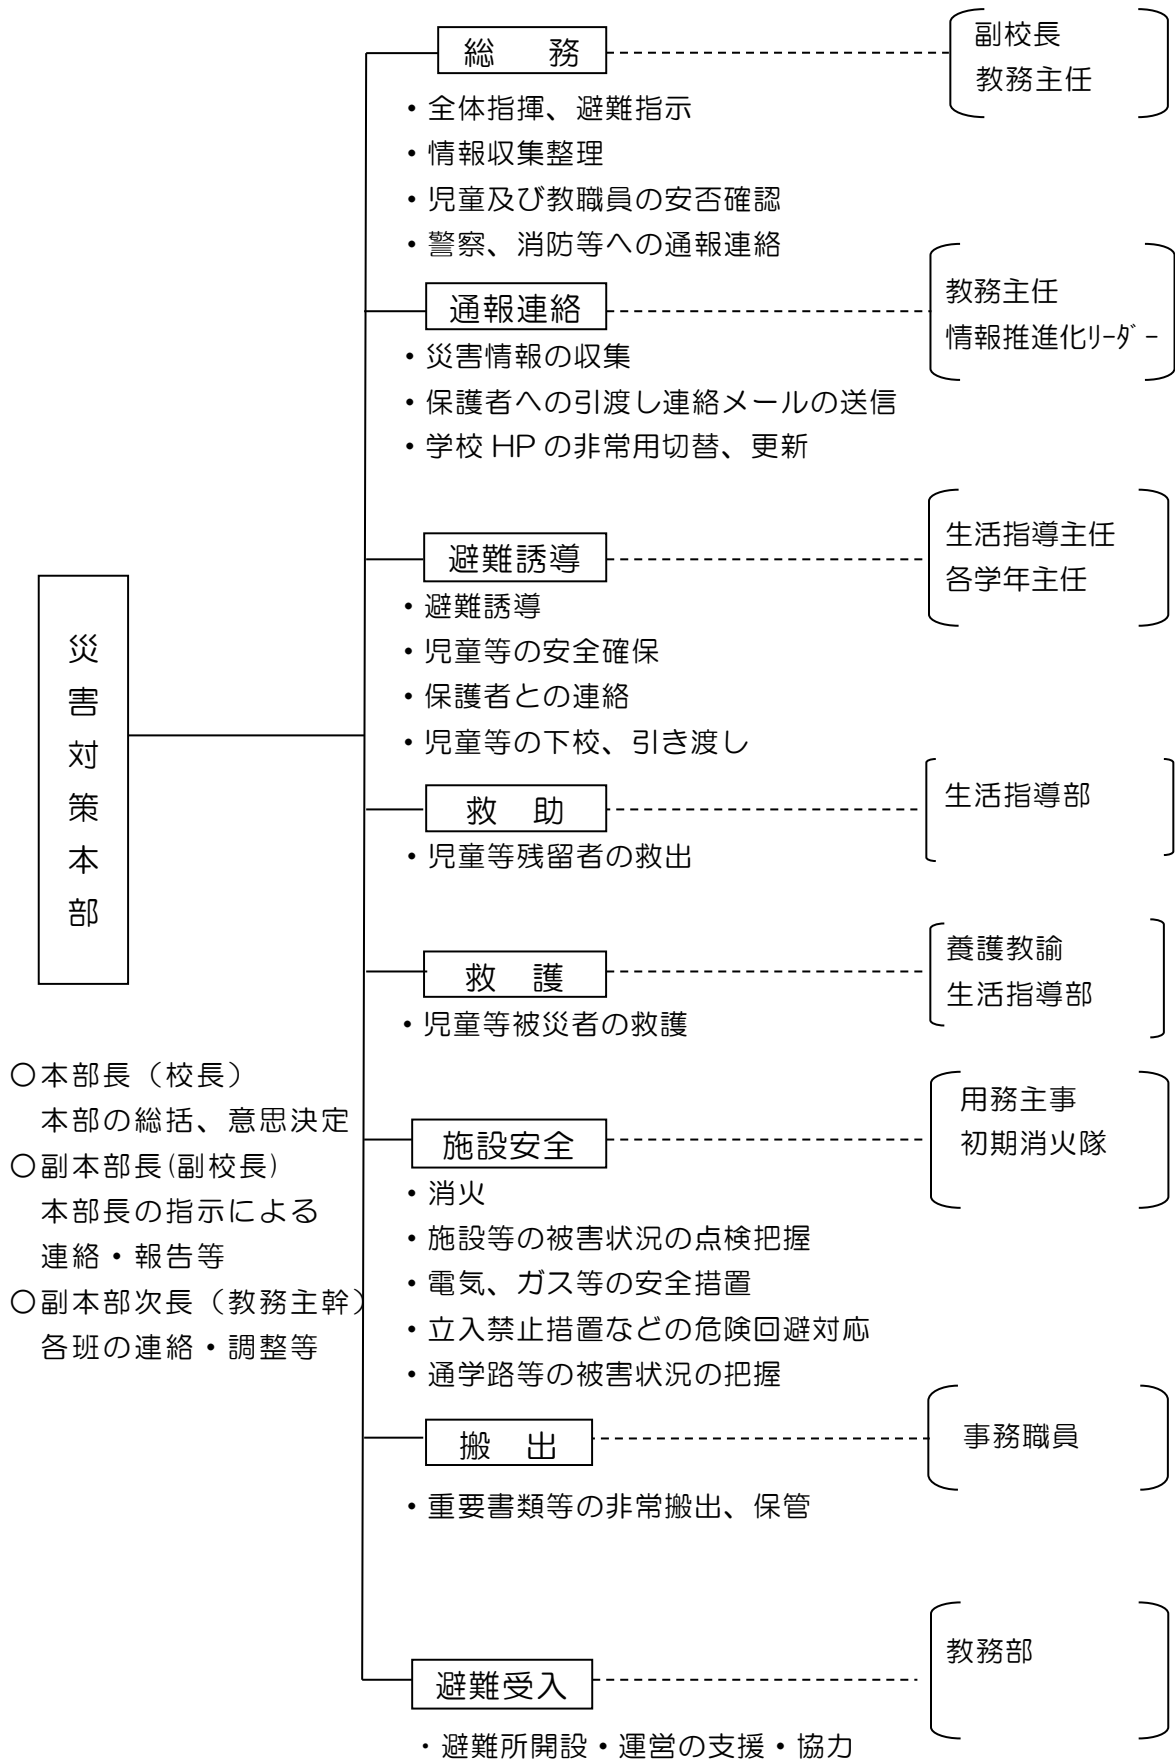 総　務
副校長
教務主任
・全体指揮、避難指示
・情報収集整理
・児童及び教職員の安否確認
・警察、消防等への通報連絡
通報連絡
教務主任
情報推進化ﾘｰﾀﾞｰ
・災害情報の収集
・保護者への引渡し連絡メールの送信
・学校 HP の非常用切替、更新
避難誘導
生活指導主任
各学年主任
・避難誘導
・児童等の安全確保
・保護者との連絡
・児童等の下校、引き渡し
災害対策本部
救　助
生活指導部
・児童等残留者の救出
救　護
養護教諭
生活指導部
・児童等被災者の救護
〇本部長（校長）
本部の総括、意思決定
〇副本部長(副校長)
本部長の指示による
連絡・報告等
〇副本部次長（教務主幹）
各班の連絡・調整等
施設安全
用務主事
初期消火隊
・消火
・施設等の被害状況の点検把握
・電気、ガス等の安全措置
・立入禁止措置などの危険回避対応
・通学路等の被害状況の把握
搬　出
事務職員
・重要書類等の非常搬出、保管
避難受入
教務部
・避難所開設・運営の支援・協力